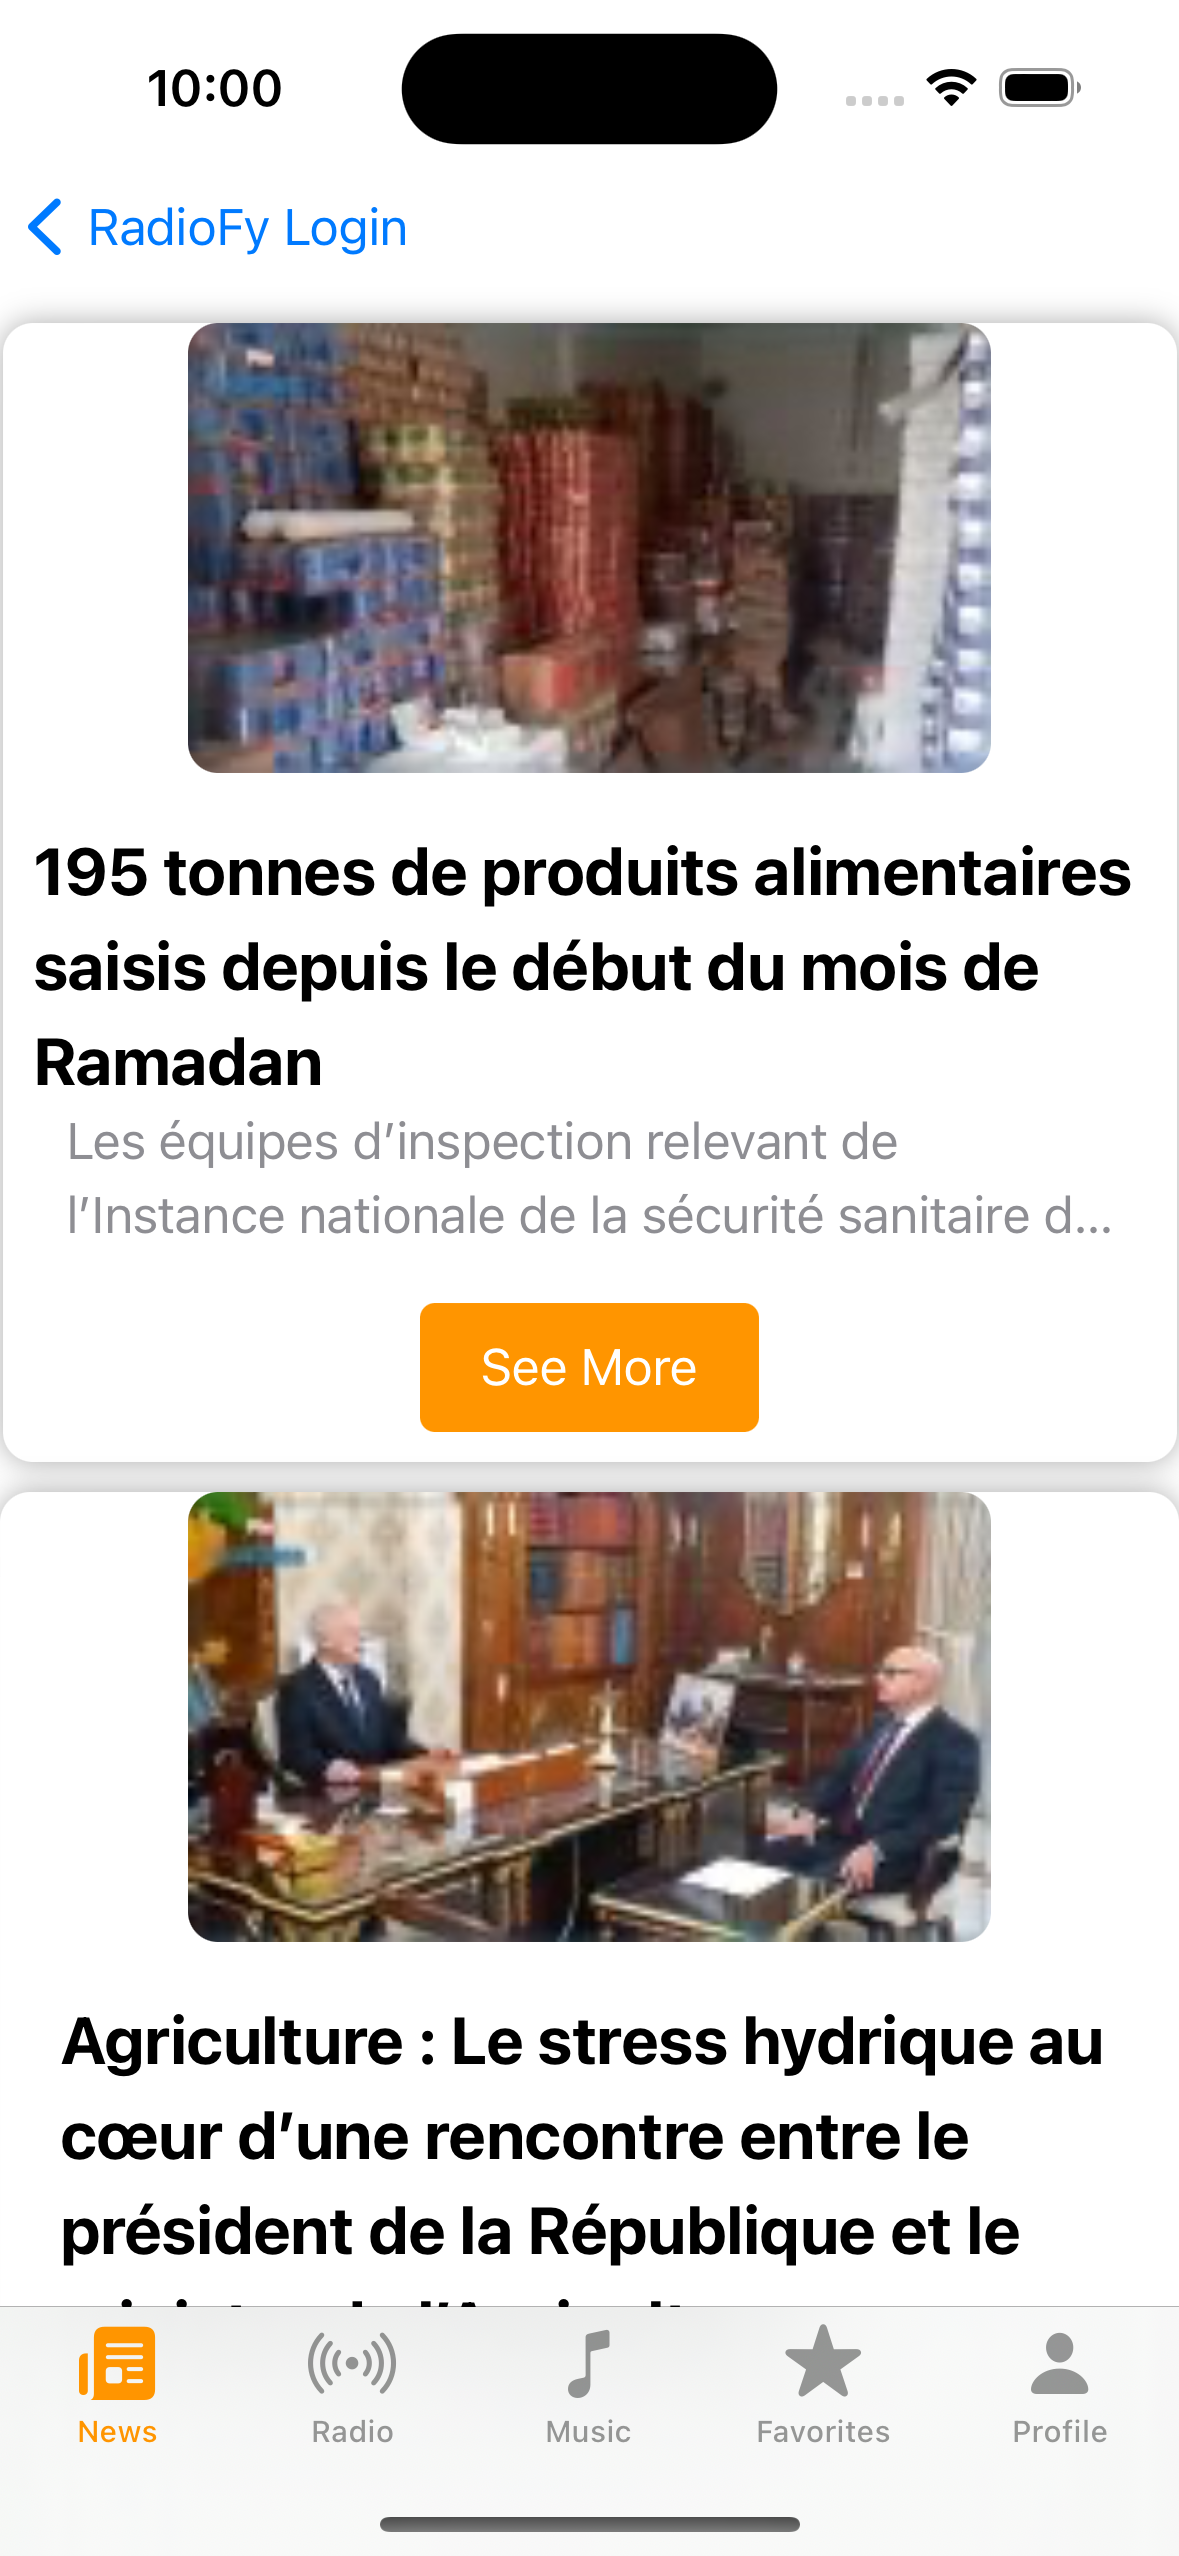 10:00
RadioFy Login
195 tonnes de produits alimentaires
saisis depuis le début du mois de
Ramadan
Les équipes d’inspection relevant de
l’Instance nationale de la sécurité sanitaire d...
See More
Agriculture : Le stress hydrique au
cœur d’une rencontre entre le
président de la République et le
News
Radio
Music
Favorites
Profile